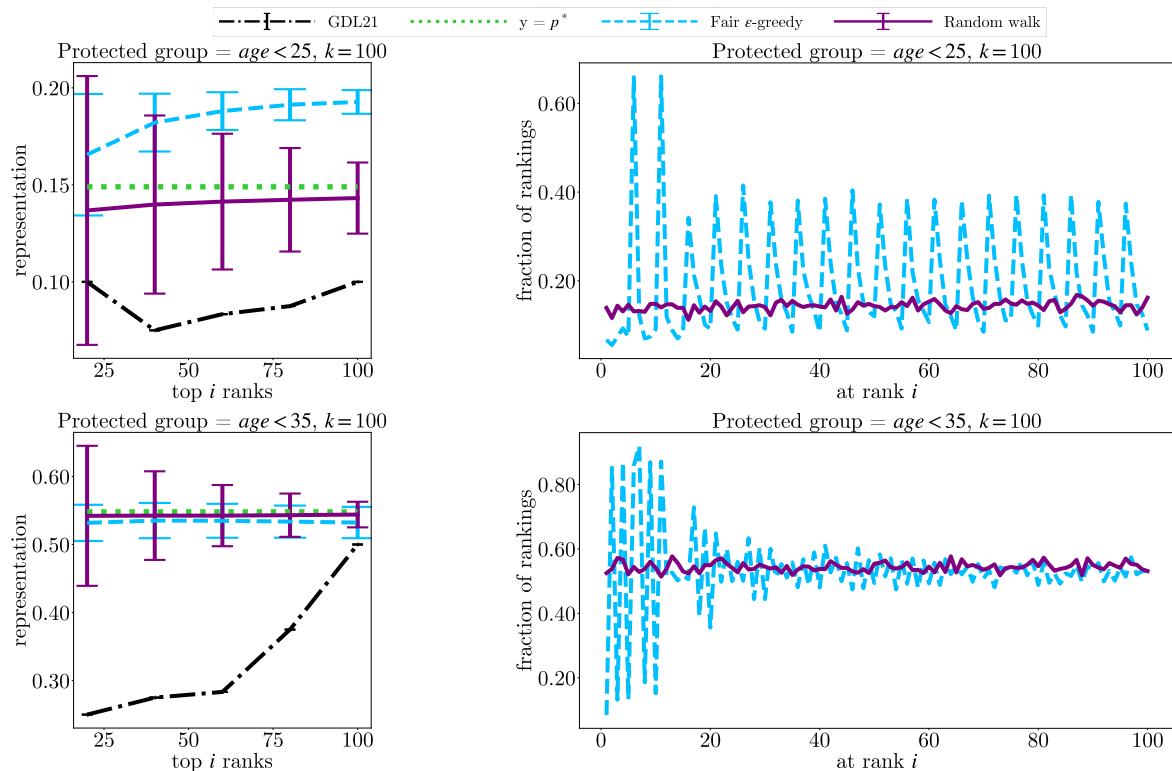 GDL21 y = p* Fair ε-greedy Random walk
Protected group = age < 25, k = 100
representation
0.20
0.15
0.10
25 50 75 100
top i ranks
Protected group = age < 25, k = 100
fraction of rankings
0.60
0.40
0.20
0 20 40 60 80 100
at rank i
Protected group = age < 35, k = 100
representation
0.60
0.50
0.40
0.30
25 50 75 100
top i ranks
Protected group = age < 35, k = 100
fraction of rankings
0.80
0.60
0.40
0.20
0 20 40 60 80 100
at rank i